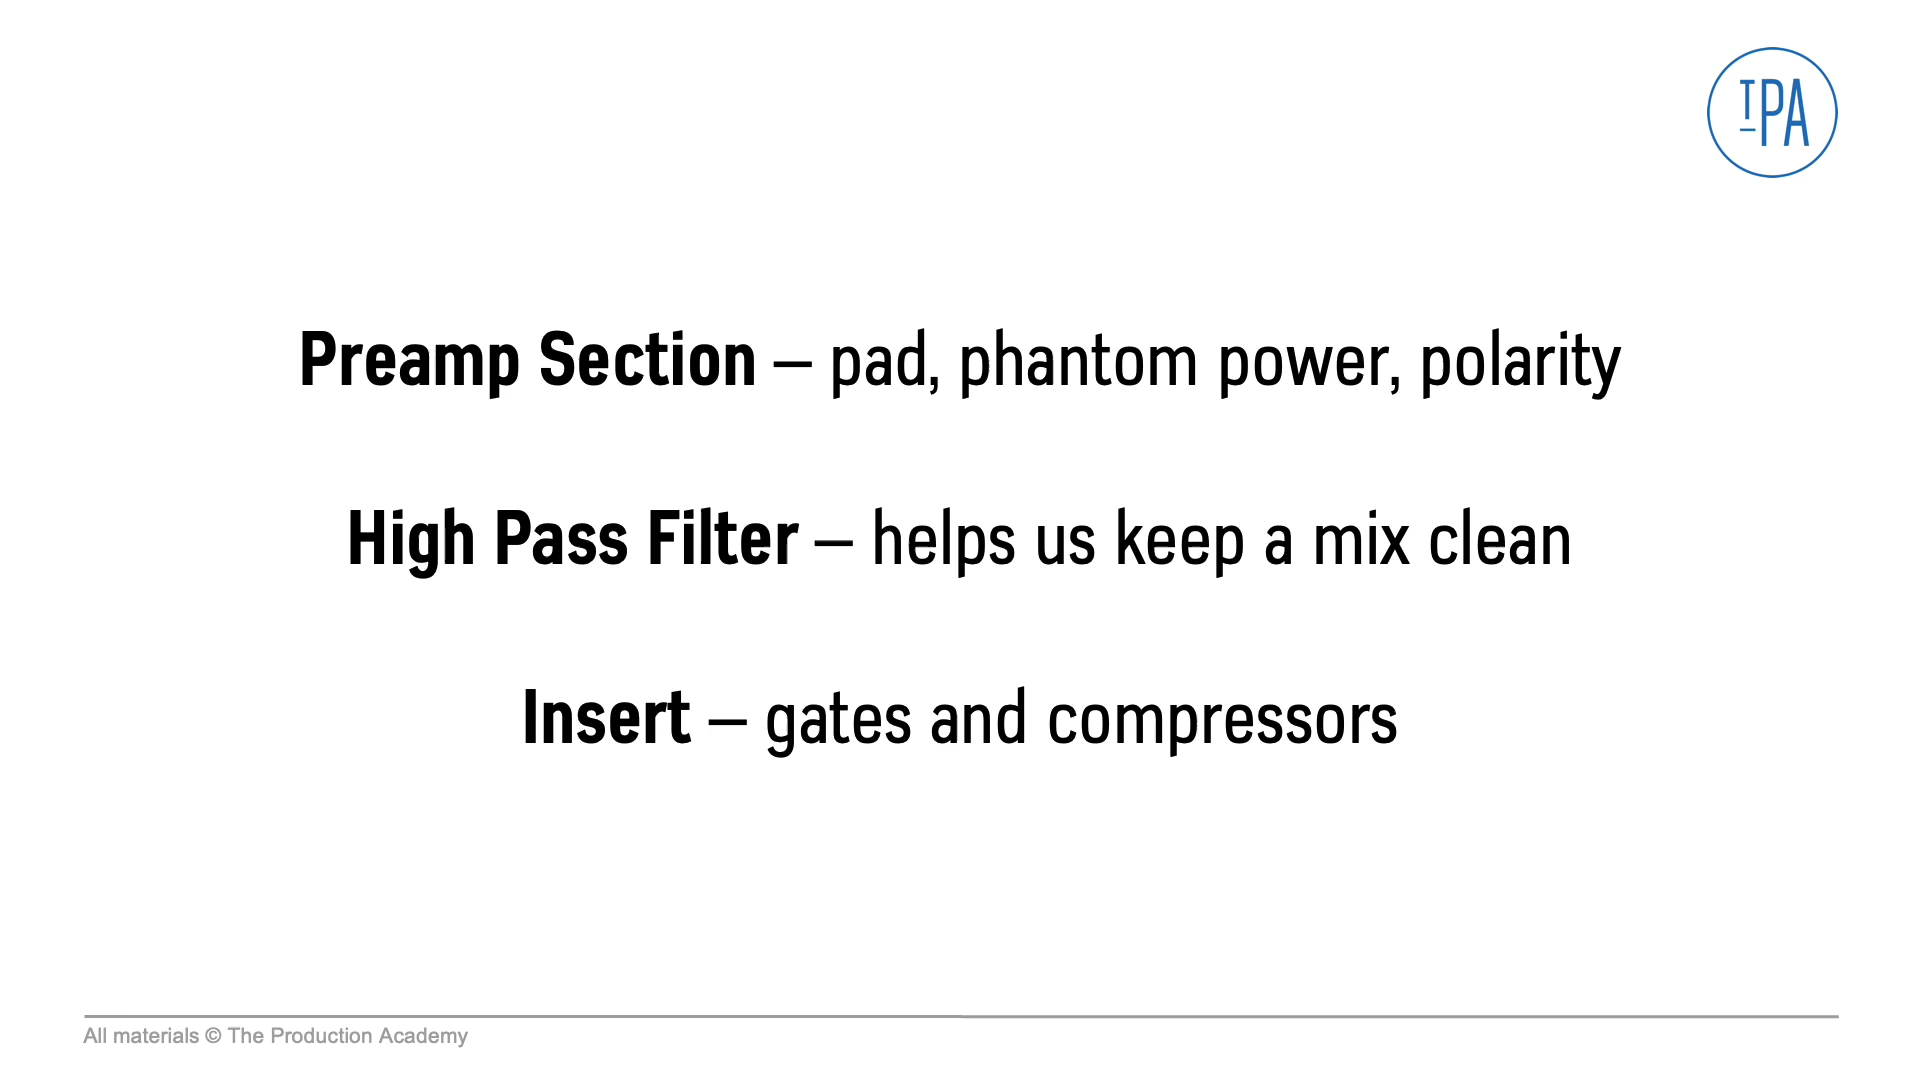 TPA
Preamp Section – pad, phantom power, polarity
High Pass Filter – helps us keep a mix clean
Insert – gates and compressors
All materials © The Production Academy